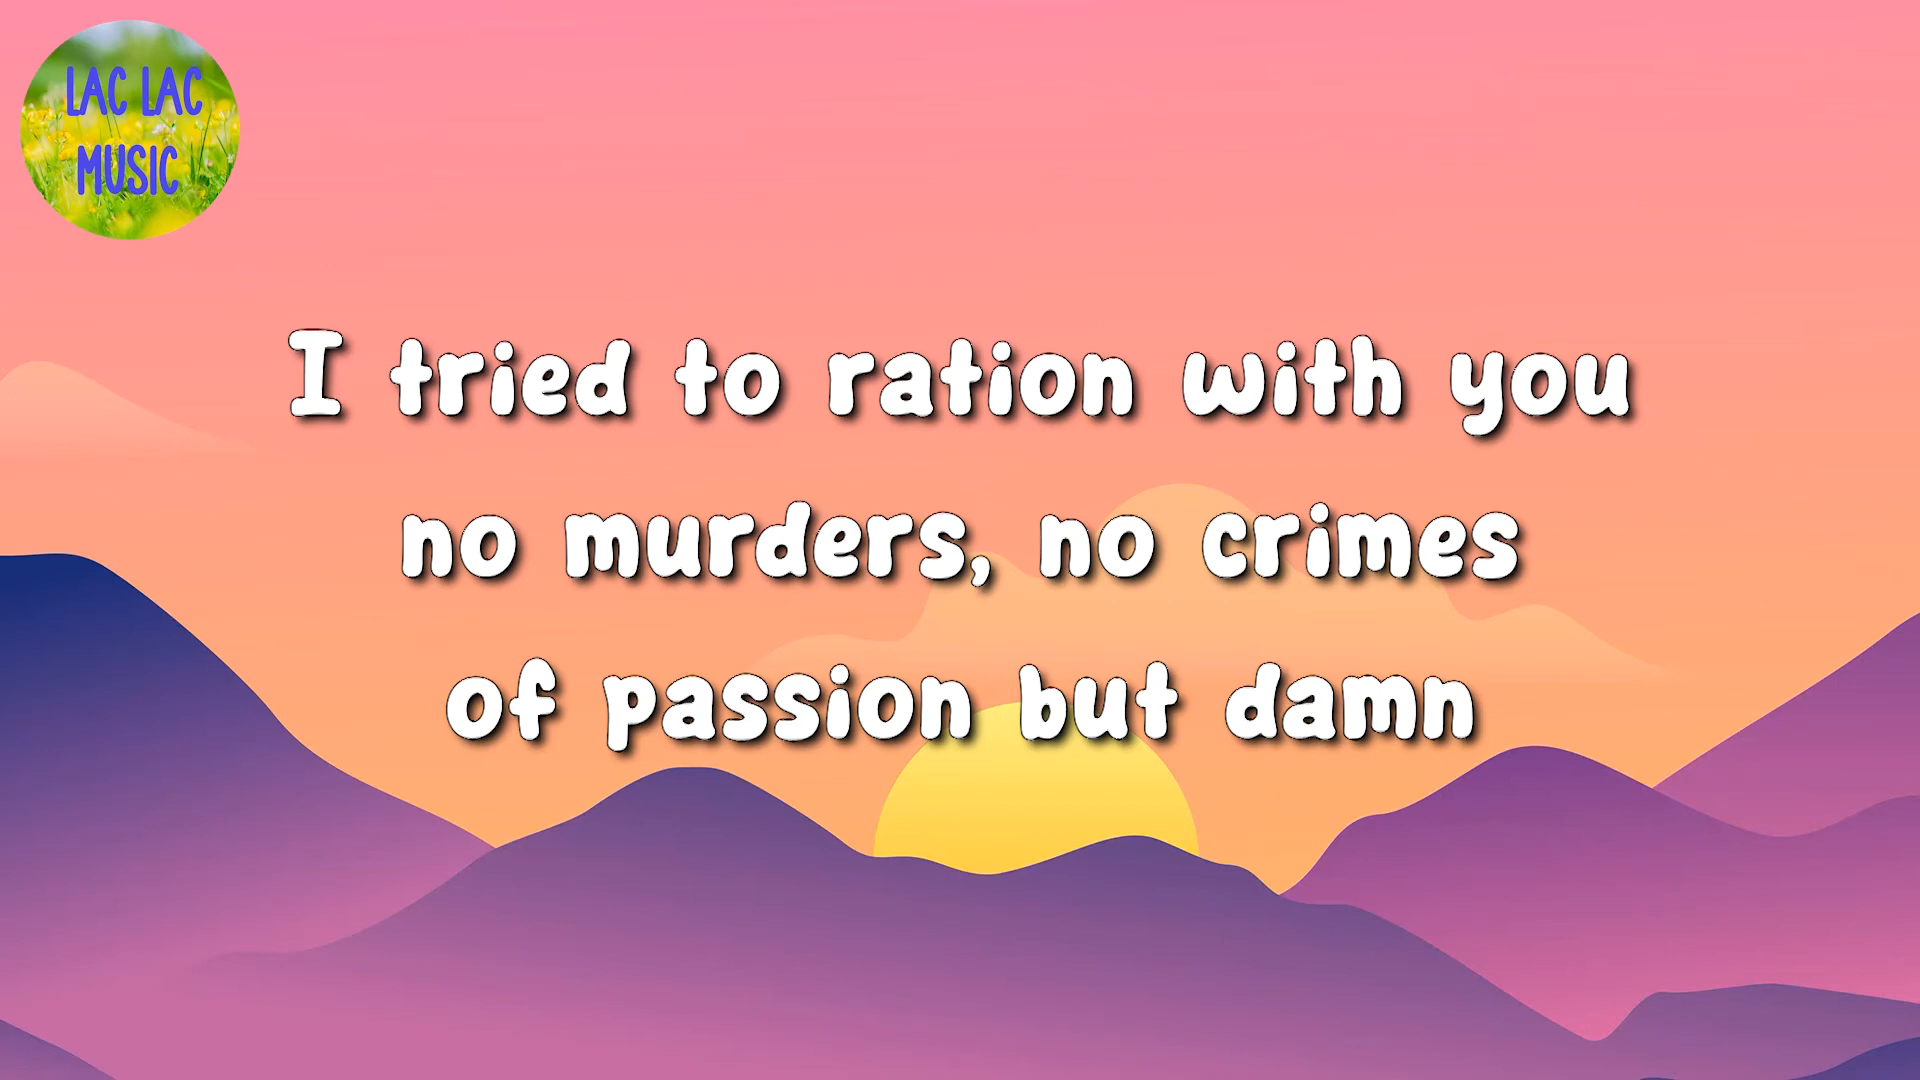 LAC LAC
MUSIC
I tried to ration with you
no murders, no crimes
of passion but damn